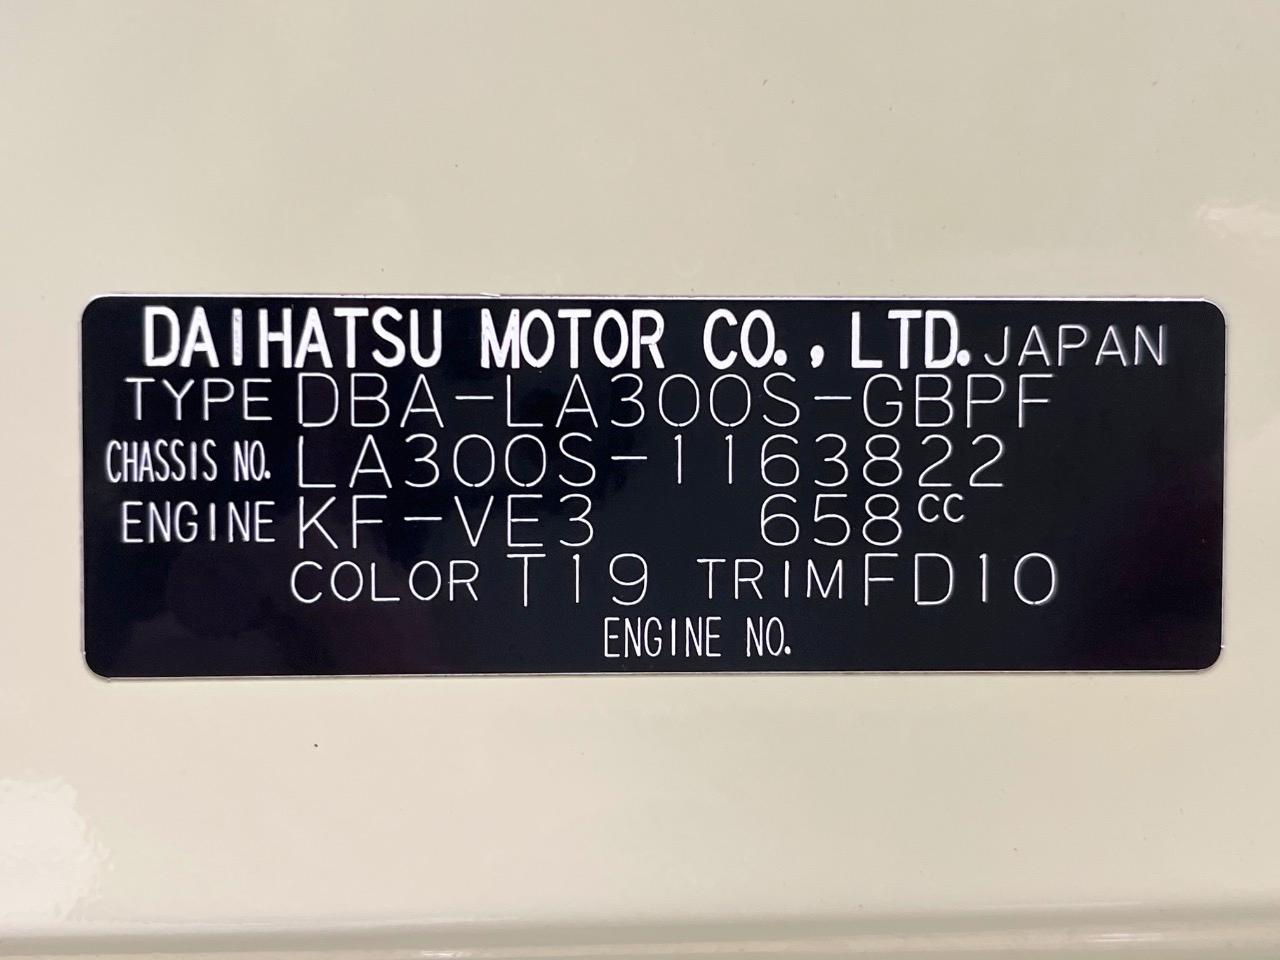 DAIHATSU MOTOR CO., LTD. JAPAN
TYPE DBA-LA300S-GBPF
CHASSIS NO. LA300S-1163822
ENGINE KF-VE3 658cc
COLOR T19 TRIM FD10
ENGINE NO.